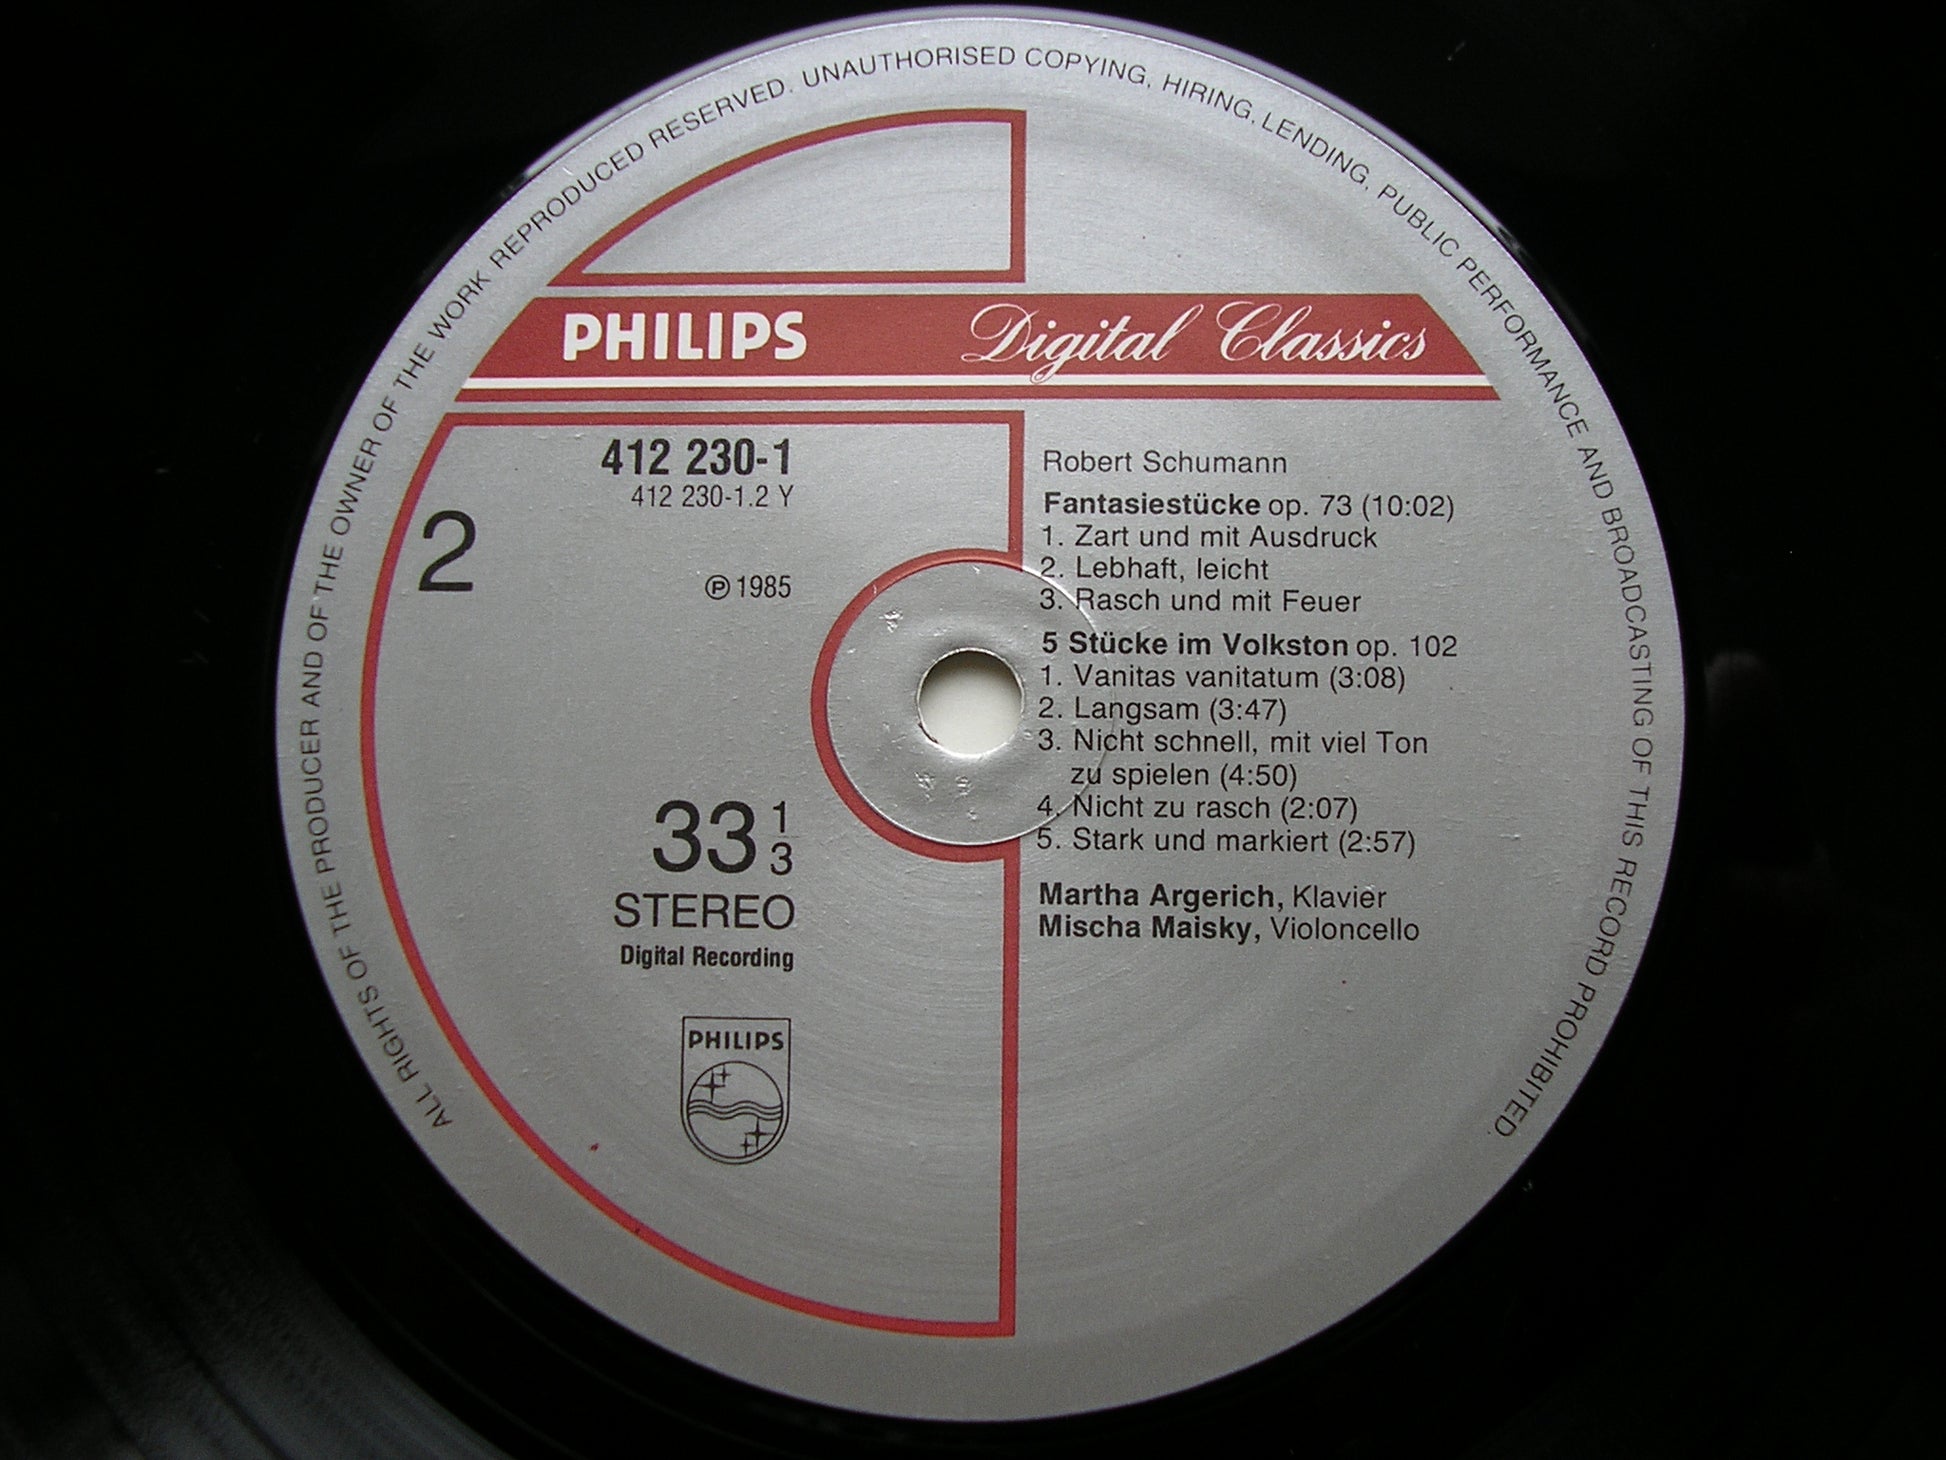 ALL RIGHTS OF THE PRODUCER AND OF THE OWNER OF THE WORK REPRODUCED RESERVED. UNAUTHORISED COPYING, HIRING, LENDING, PUBLIC PERFORMANCE AND BROADCASTING OF THIS RECORD PROHIBITED.
PHILIPS Digital Classics
412 230-1
412 230-1.2 Y
2
℗ 1985
33 1/3
STEREO
Digital Recording
PHILIPS
Robert Schumann
Fantasiestücke op. 73 (10:02)
1. Zart und mit Ausdruck
2. Lebhaft, leicht
3. Rasch und mit Feuer
5 Stücke im Volkston op. 102
1. Vanitas vanitatum (3:08)
2. Langsam (3:47)
3. Nicht schnell, mit viel Ton
zu spielen (4:50)
4. Nicht zu rasch (2:07)
5. Stark und markiert (2:57)
Martha Argerich, Klavier
Mischa Maisky, Violoncello